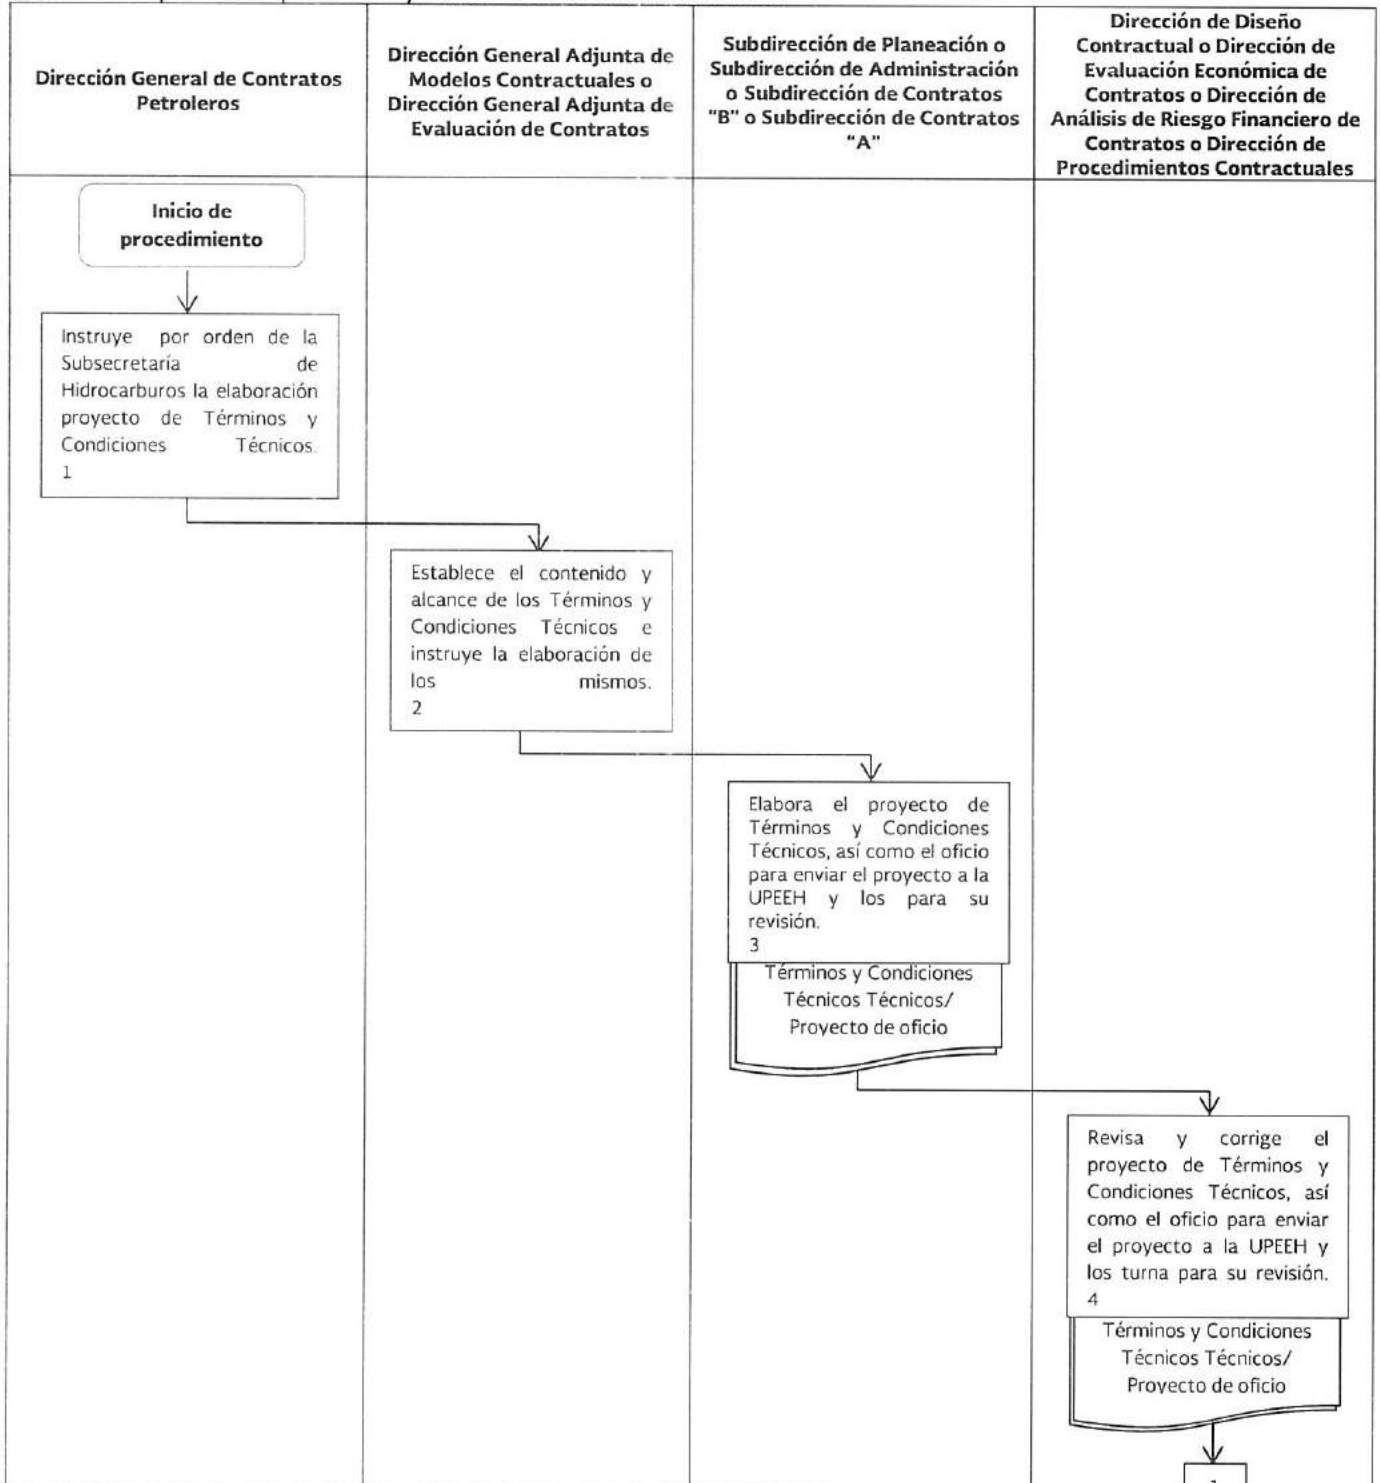 Dirección General de Contratos
Petroleros
Dirección General Adjunta de
Modelos Contractuales o
Dirección General Adjunta de
Evaluación de Contratos
Subdirección de Planeación o
Subdirección de Administración
o Subdirección de Contratos
"B" o Subdirección de Contratos
"A"
Dirección de Diseño
Contractual o Dirección de
Evaluación Económica de
Contratos o Dirección de
Análisis de Riesgo Financiero de
Contratos o Dirección de
Procedimientos Contractuales
Inicio de
procedimiento
Instruye por orden de la
Subsecretaría de
Hidrocarburos la elaboración
proyecto de Términos y
Condiciones Técnicos.
1
Establece el contenido y
alcance de los Términos y
Condiciones Técnicos e
instruye la elaboración de
los mismos.
2
Elabora el proyecto de
Términos y Condiciones
Técnicos, así como el oficio
para enviar el proyecto a la
UPEEH y los para su
revisión.
3
Términos y Condiciones
Técnicos Técnicos/
Proyecto de oficio
Revisa y corrige el
proyecto de Términos y
Condiciones Técnicos, así
como el oficio para enviar
el proyecto a la UPEEH y
los turna para su revisión.
4
Términos y Condiciones
Técnicos Técnicos/
Proyecto de oficio